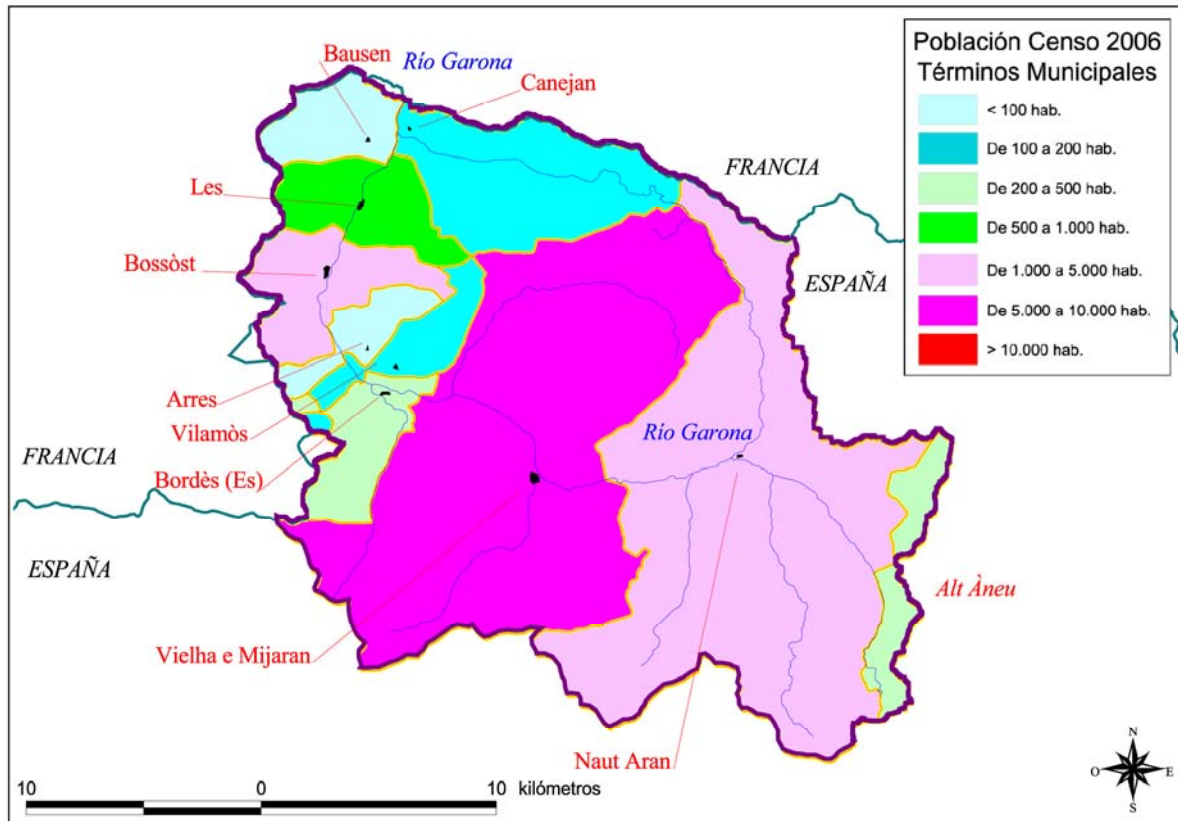 Población Censo 2006
Términos Municipales
< 100 hab.
De 100 a 200 hab.
De 200 a 500 hab.
De 500 a 1.000 hab.
De 1.000 a 5.000 hab.
De 5.000 a 10.000 hab.
> 10.000 hab.
Bausen
Río Garona
Canejan
FRANCIA
Les
Bossòst
ESPAÑA
Arres
Vilamòs
Río Garona
FRANCIA
Bordès (Es)
ESPAÑA
Alt Àneu
Vielha e Mijaran
Naut Aran
10 0 10 kilómetros
N
O E
S